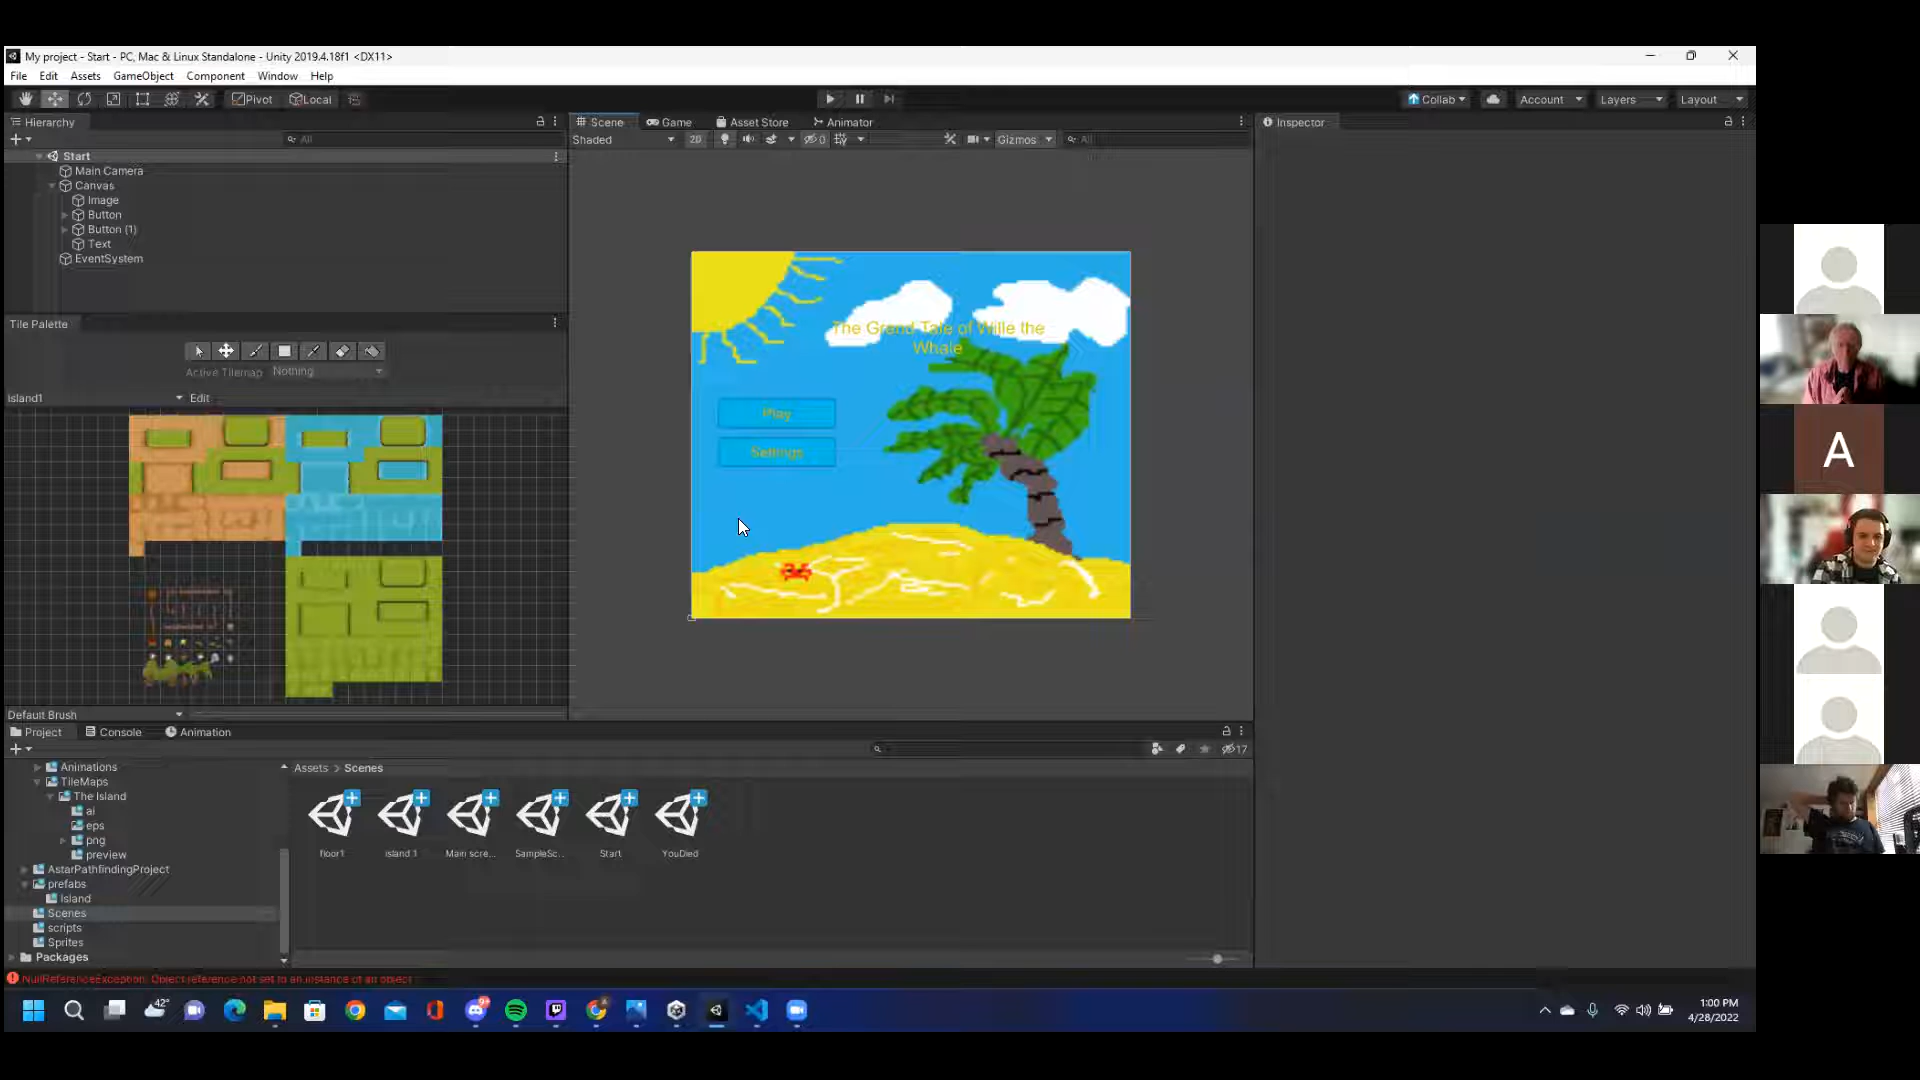 My project - Start - PC, Mac & Linux Standalone - Unity 2019.4.18f1 <DX11>
File Edit Assets GameObject Component Window Help
Pivot Local Collab Account Layers Layout
Hierarchy Scene Game Asset Store Animator Inspector
All Shaded 2D 0 Gizmos All
Start
Main Camera
Canvas
Image
Button
Button (1)
Text
EventSystem
The Grand Tale of Wille the
Whale
Play
Settings
Tile Palette
Active Tilemap Nothing
island1 Edit
Default Brush
Project Console Animation
17
Assets > Scenes
Animations
TileMaps
The Island
ai
eps
png
preview
AstarPathfindingProject
prefabs
Island
Scenes
scripts
Sprites
Packages
floor1 island 1 Main scre... SampleSc... Start YouDied
NullReferenceException: Object reference not set to an instance of an object
42°
9+
1:00 PM
4/28/2022
A